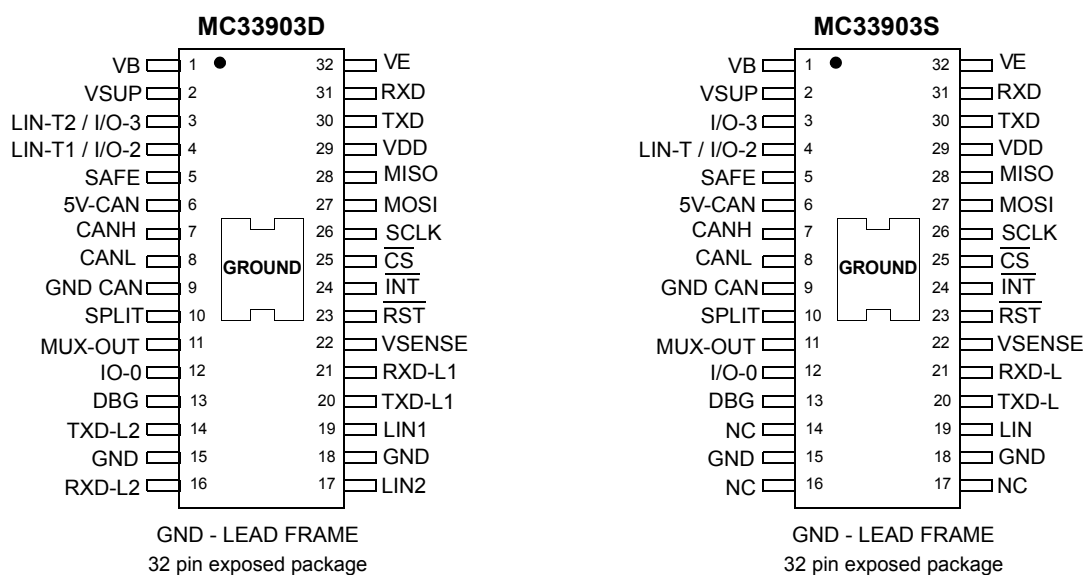 MC33903D
VB 1 32 VE
VSUP 2 31 RXD
LIN-T2 / I/O-3 3 30 TXD
LIN-T1 / I/O-2 4 29 VDD
SAFE 5 28 MISO
5V-CAN 6 27 MOSI
CANH 7 26 SCLK
CANL 8 GROUND 25 CS
GND CAN 9 24 INT
SPLIT 10 23 RST
MUX-OUT 11 22 VSENSE
IO-0 12 21 RXD-L1
DBG 13 20 TXD-L1
TXD-L2 14 19 LIN1
GND 15 18 GND
RXD-L2 16 17 LIN2
GND - LEAD FRAME
32 pin exposed package
MC33903S
VB 1 32 VE
VSUP 2 31 RXD
I/O-3 3 30 TXD
LIN-T / I/O-2 4 29 VDD
SAFE 5 28 MISO
5V-CAN 6 27 MOSI
CANH 7 26 SCLK
CANL 8 GROUND 25 CS
GND CAN 9 24 INT
SPLIT 10 23 RST
MUX-OUT 11 22 VSENSE
I/O-0 12 21 RXD-L
DBG 13 20 TXD-L
NC 14 19 LIN
GND 15 18 GND
NC 16 17 NC
GND - LEAD FRAME
32 pin exposed package